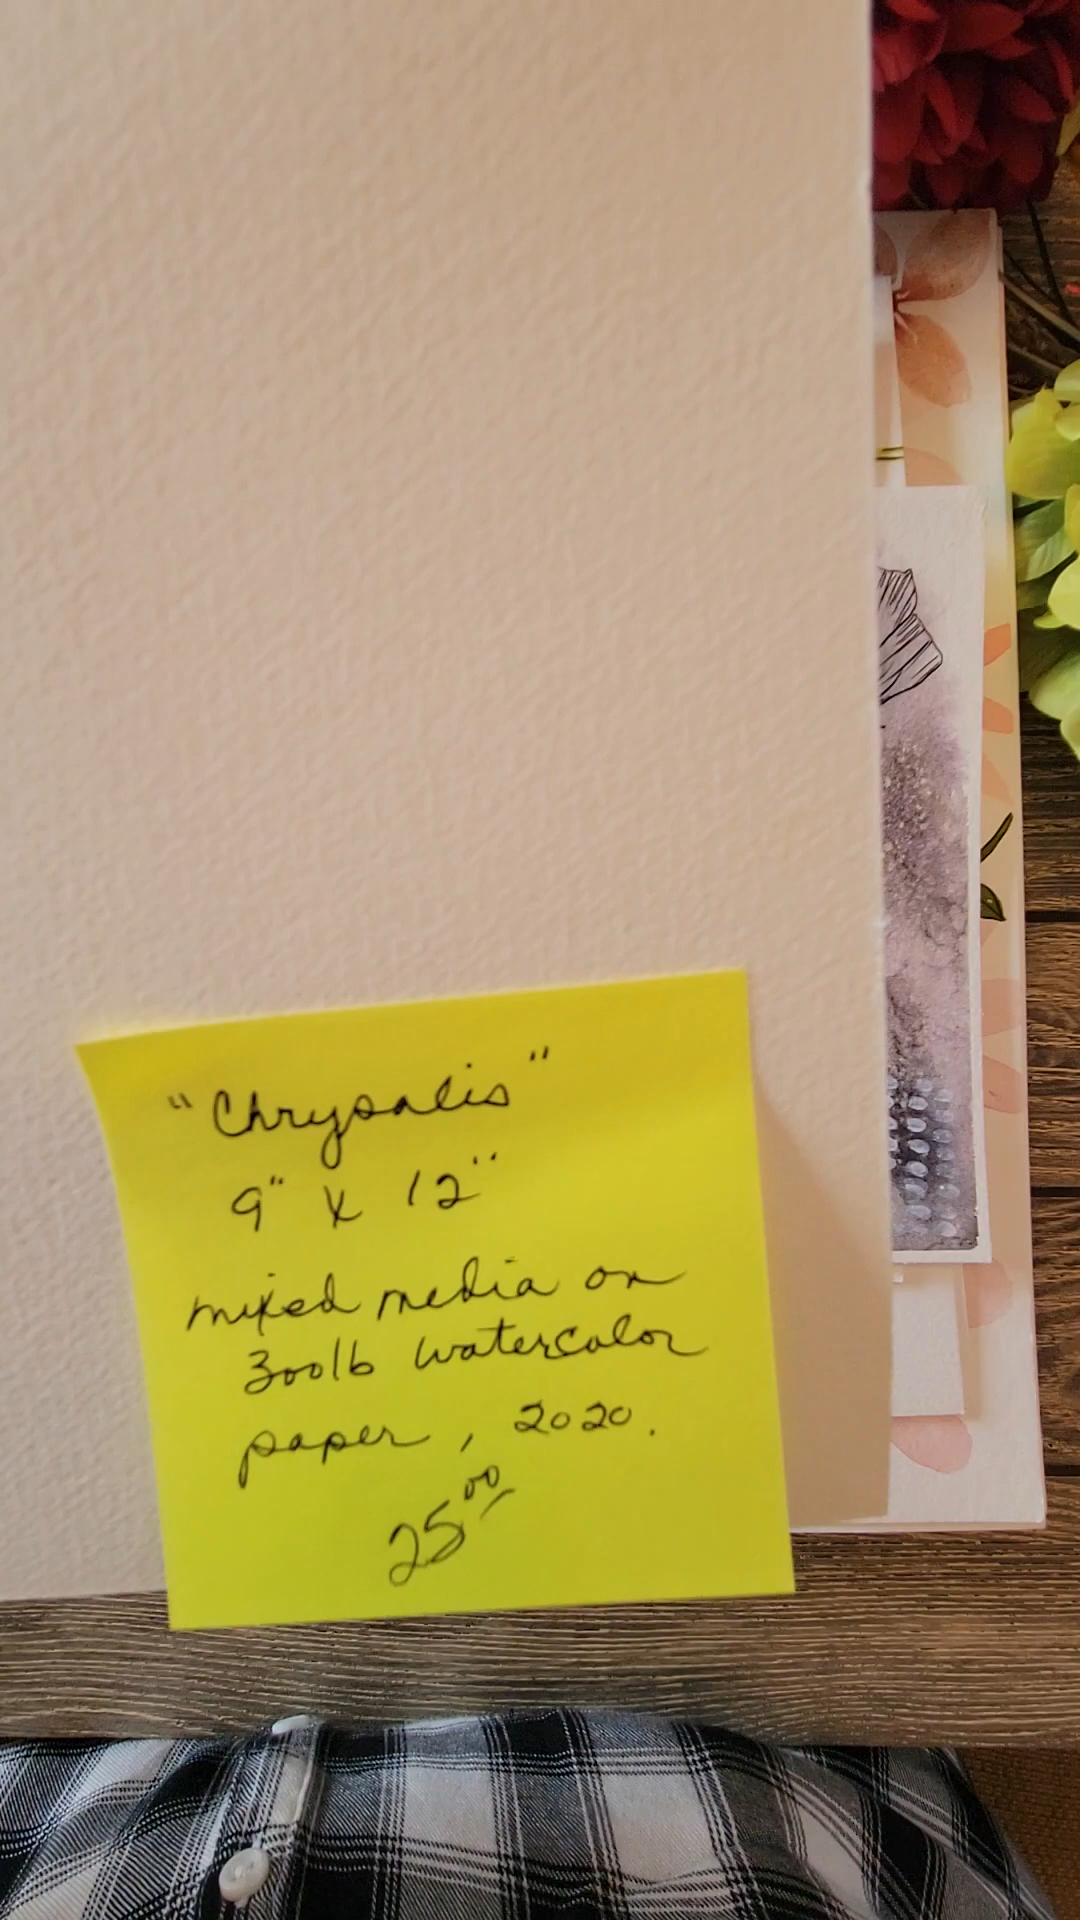 "Chrysalis"
9" x 12"
mixed media on
300lb watercolor
paper, 2020.
25.00